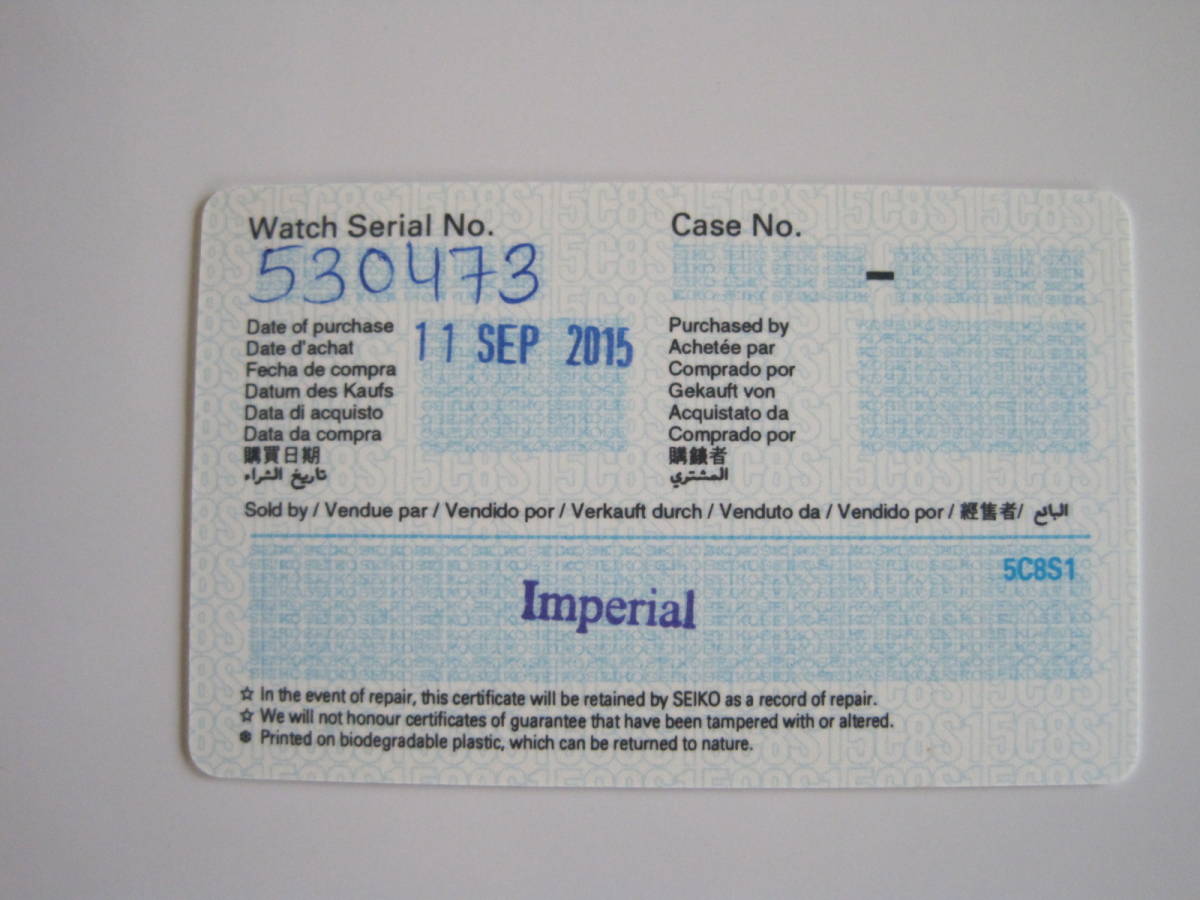 Watch Serial No.
530473
Case No.
-
Date of purchase
Date d'achat
Fecha de compra
Datum des Kaufs
Data di acquisto
Data da compra
購買日期
تاريخ الشراء
11 SEP 2015
Purchased by
Achetée par
Comprado por
Gekauft von
Acquistato da
Comprado por
購錶者
المشتري
Sold by / Vendue par / Vendido por / Verkauft durch / Venduto da / Vendido por / 經售者/ البائع
5C8S1
Imperial
☆ In the event of repair, this certificate will be retained by SEIKO as a record of repair.
☆ We will not honour certificates of guarantee that have been tampered with or altered.
Printed on biodegradable plastic, which can be returned to nature.